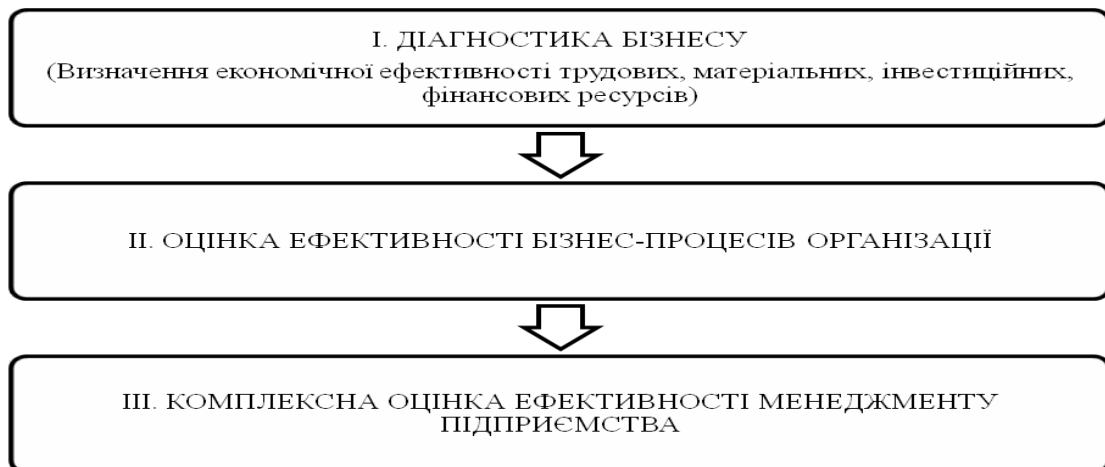 І. ДІАГНОСТИКА БІЗНЕСУ
(Визначення економічної ефективності трудових, матеріальних, інвестиційних,
фінансових ресурсів)
ІІ. ОЦІНКА ЕФЕКТИВНОСТІ БІЗНЕС-ПРОЦЕСІВ ОРГАНІЗАЦІЇ
ІІІ. КОМПЛЕКСНА ОЦІНКА ЕФЕКТИВНОСТІ МЕНЕДЖМЕНТУ
ПІДПРИЄМСТВА